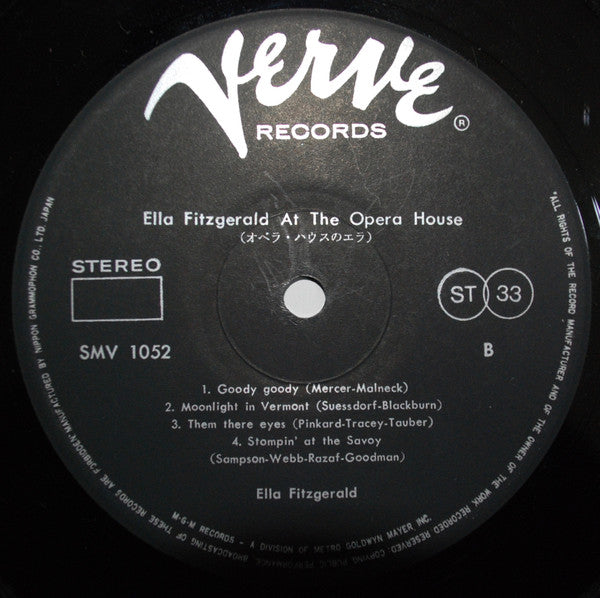 Verve
RECORDS
®
Ella Fitzgerald At The Opera House
(オペラ・ハウスのエラ)
STEREO
ST 33
SMV 1052
B
1. Goody goody (Mercer-Malneck)
2. Moonlight in Vermont (Suessdorf-Blackburn)
3. Them there eyes (Pinkard-Tracey-Tauber)
4. Stompin' at the Savoy
(Sampson-Webb-Razaf-Goodman)
Ella Fitzgerald
"ALL RIGHTS OF THE RECORD MANUFACTURER AND OF THE OWNER OF THE WORK RECORDED RESERVED: COPYING PUBLIC PERFORMANCE, BROADCASTING OF THESE RECORDS ARE FORBIDDEN" MANUFACTURED BY NIPPON GRAMMOPHON CO., LTD. JAPAN
M-G-M RECORDS - A DIVISION OF METRO GOLDWYN MAYER INC.